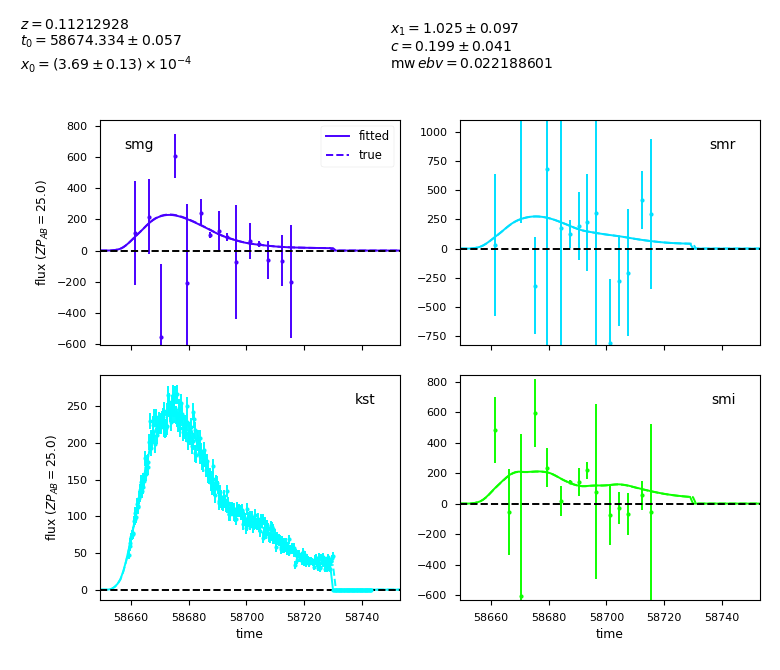 z = 0.11212928
t₀ = 58674.334 ± 0.057
x₀ = (3.69 ± 0.13) × 10⁻⁴
x₁ = 1.025 ± 0.097
c = 0.199 ± 0.041
mw ebv = 0.022188601
800
600
400
200
0
−200
−400
−600
flux (ZP_AB = 25.0)
smg
fitted
true
1000
750
500
250
0
−250
−500
−750
smr
250
200
150
100
50
0
flux (ZP_AB = 25.0)
kst
58660 58680 58700 58720 58740
time
800
600
400
200
0
−200
−400
−600
smi
58660 58680 58700 58720 58740
time